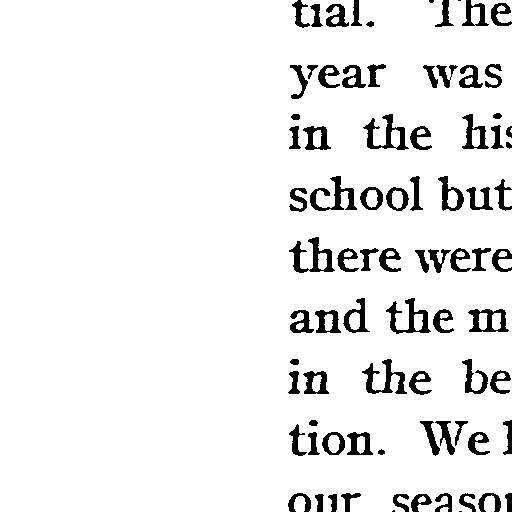 tial. The
year was
in the his
school but
there were
and the m
in the be
tion. We
our season